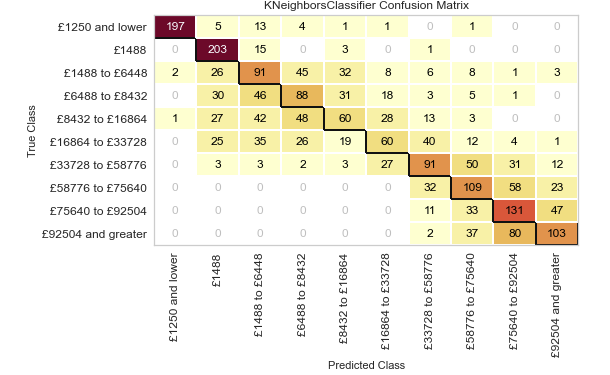 KNeighborsClassifier Confusion Matrix
£1250 and lower 197 5 13 4 1 1 0 1 0 0
£1488 0 203 15 0 3 0 1 0 0 0
£1488 to £6448 2 26 91 45 32 8 6 8 1 3
£6488 to £8432 0 30 46 88 31 18 3 5 1 0
£8432 to £16864 1 27 42 48 60 28 13 3 0 0
£16864 to £33728 0 25 35 26 19 60 40 12 4 1
£33728 to £58776 0 3 3 2 3 27 91 50 31 12
£58776 to £75640 0 0 0 0 0 0 32 109 58 23
£75640 to £92504 0 0 0 0 0 0 11 33 131 47
£92504 and greater 0 0 0 0 0 0 2 37 80 103
True Class
£1250 and lower
£1488
£1488 to £6448
£6488 to £8432
£8432 to £16864
£16864 to £33728
£33728 to £58776
£58776 to £75640
£75640 to £92504
£92504 and greater
Predicted Class